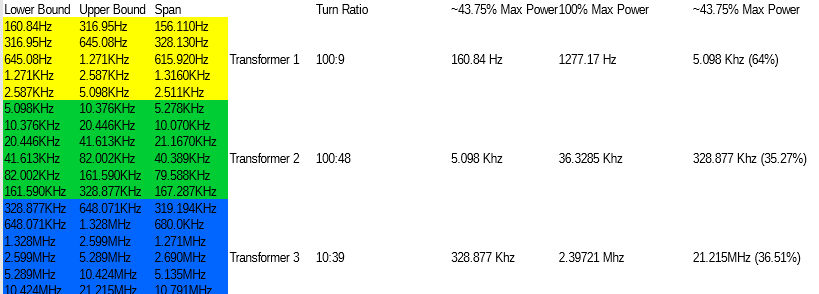 Lower Bound Upper Bound Span Turn Ratio ~43.75% Max Power 100% Max Power ~43.75% Max Power
160.84Hz 316.95Hz 156.110Hz
316.95Hz 645.08Hz 328.130Hz
645.08Hz 1.271KHz 615.920Hz Transformer 1 100:9 160.84 Hz 1277.17 Hz 5.098 Khz (64%)
1.271KHz 2.587KHz 1.3160KHz
2.587KHz 5.098KHz 2.511KHz
5.098KHz 10.376KHz 5.278KHz
10.376KHz 20.446KHz 10.070KHz
20.446KHz 41.613KHz 21.1670KHz
41.613KHz 82.002KHz 40.389KHz Transformer 2 100:48 5.098 Khz 36.3285 Khz 328.877 Khz (35.27%)
82.002KHz 161.590KHz 79.588KHz
161.590KHz 328.877KHz 167.287KHz
328.877KHz 648.071KHz 319.194KHz
648.071KHz 1.328MHz 680.0KHz
1.328MHz 2.599MHz 1.271MHz
2.599MHz 5.289MHz 2.690MHz Transformer 3 10:39 328.877 Khz 2.39721 Mhz 21.215MHz (36.51%)
5.289MHz 10.424MHz 5.135MHz
10.424MHz 21.215MHz 10.791MHz